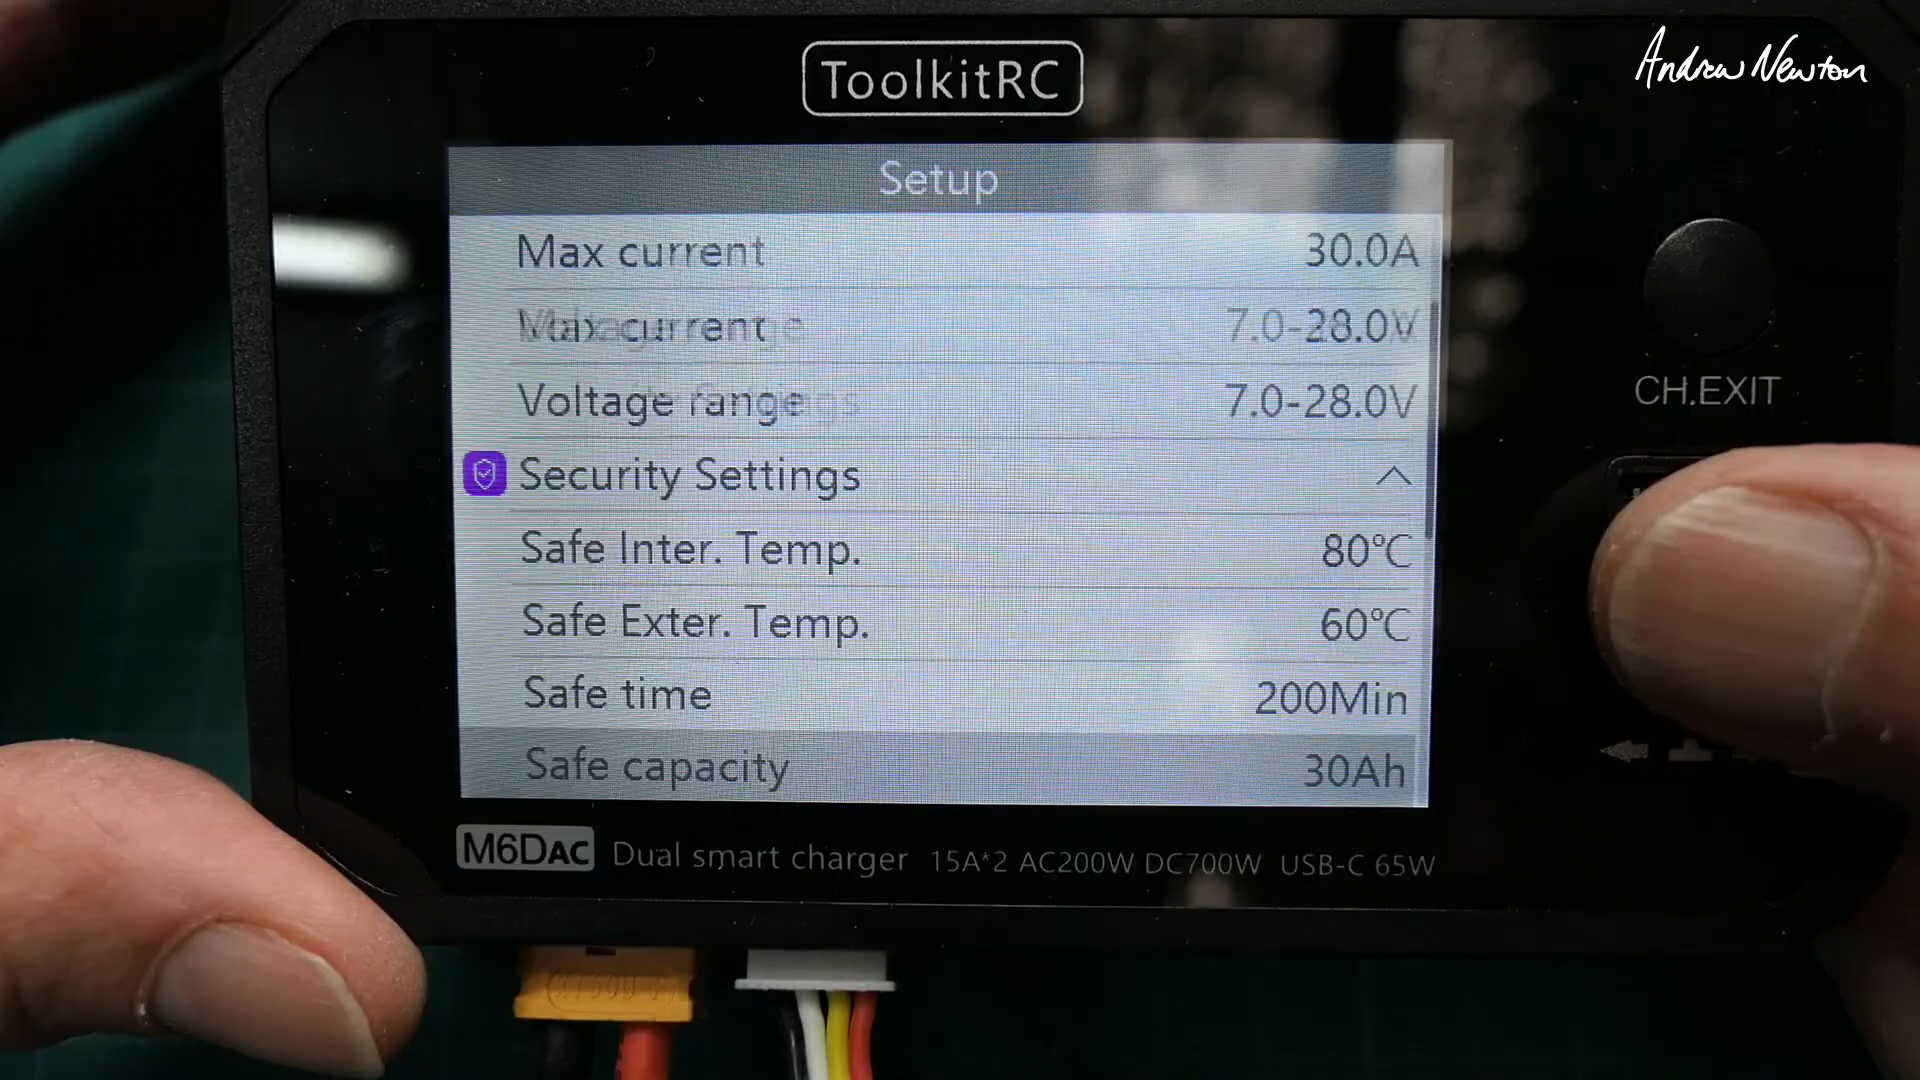 Andrew Newton
ToolkitRC
Setup
Max current 30.0A
Max current 7.0-28.0V
Voltage range 7.0-28.0V
Security Settings
Safe Inter. Temp. 80℃
Safe Exter. Temp. 60℃
Safe time 200Min
Safe capacity 30Ah
CH.EXIT
M6DAC Dual smart charger 15A*2 AC200W DC700W USB-C 65W